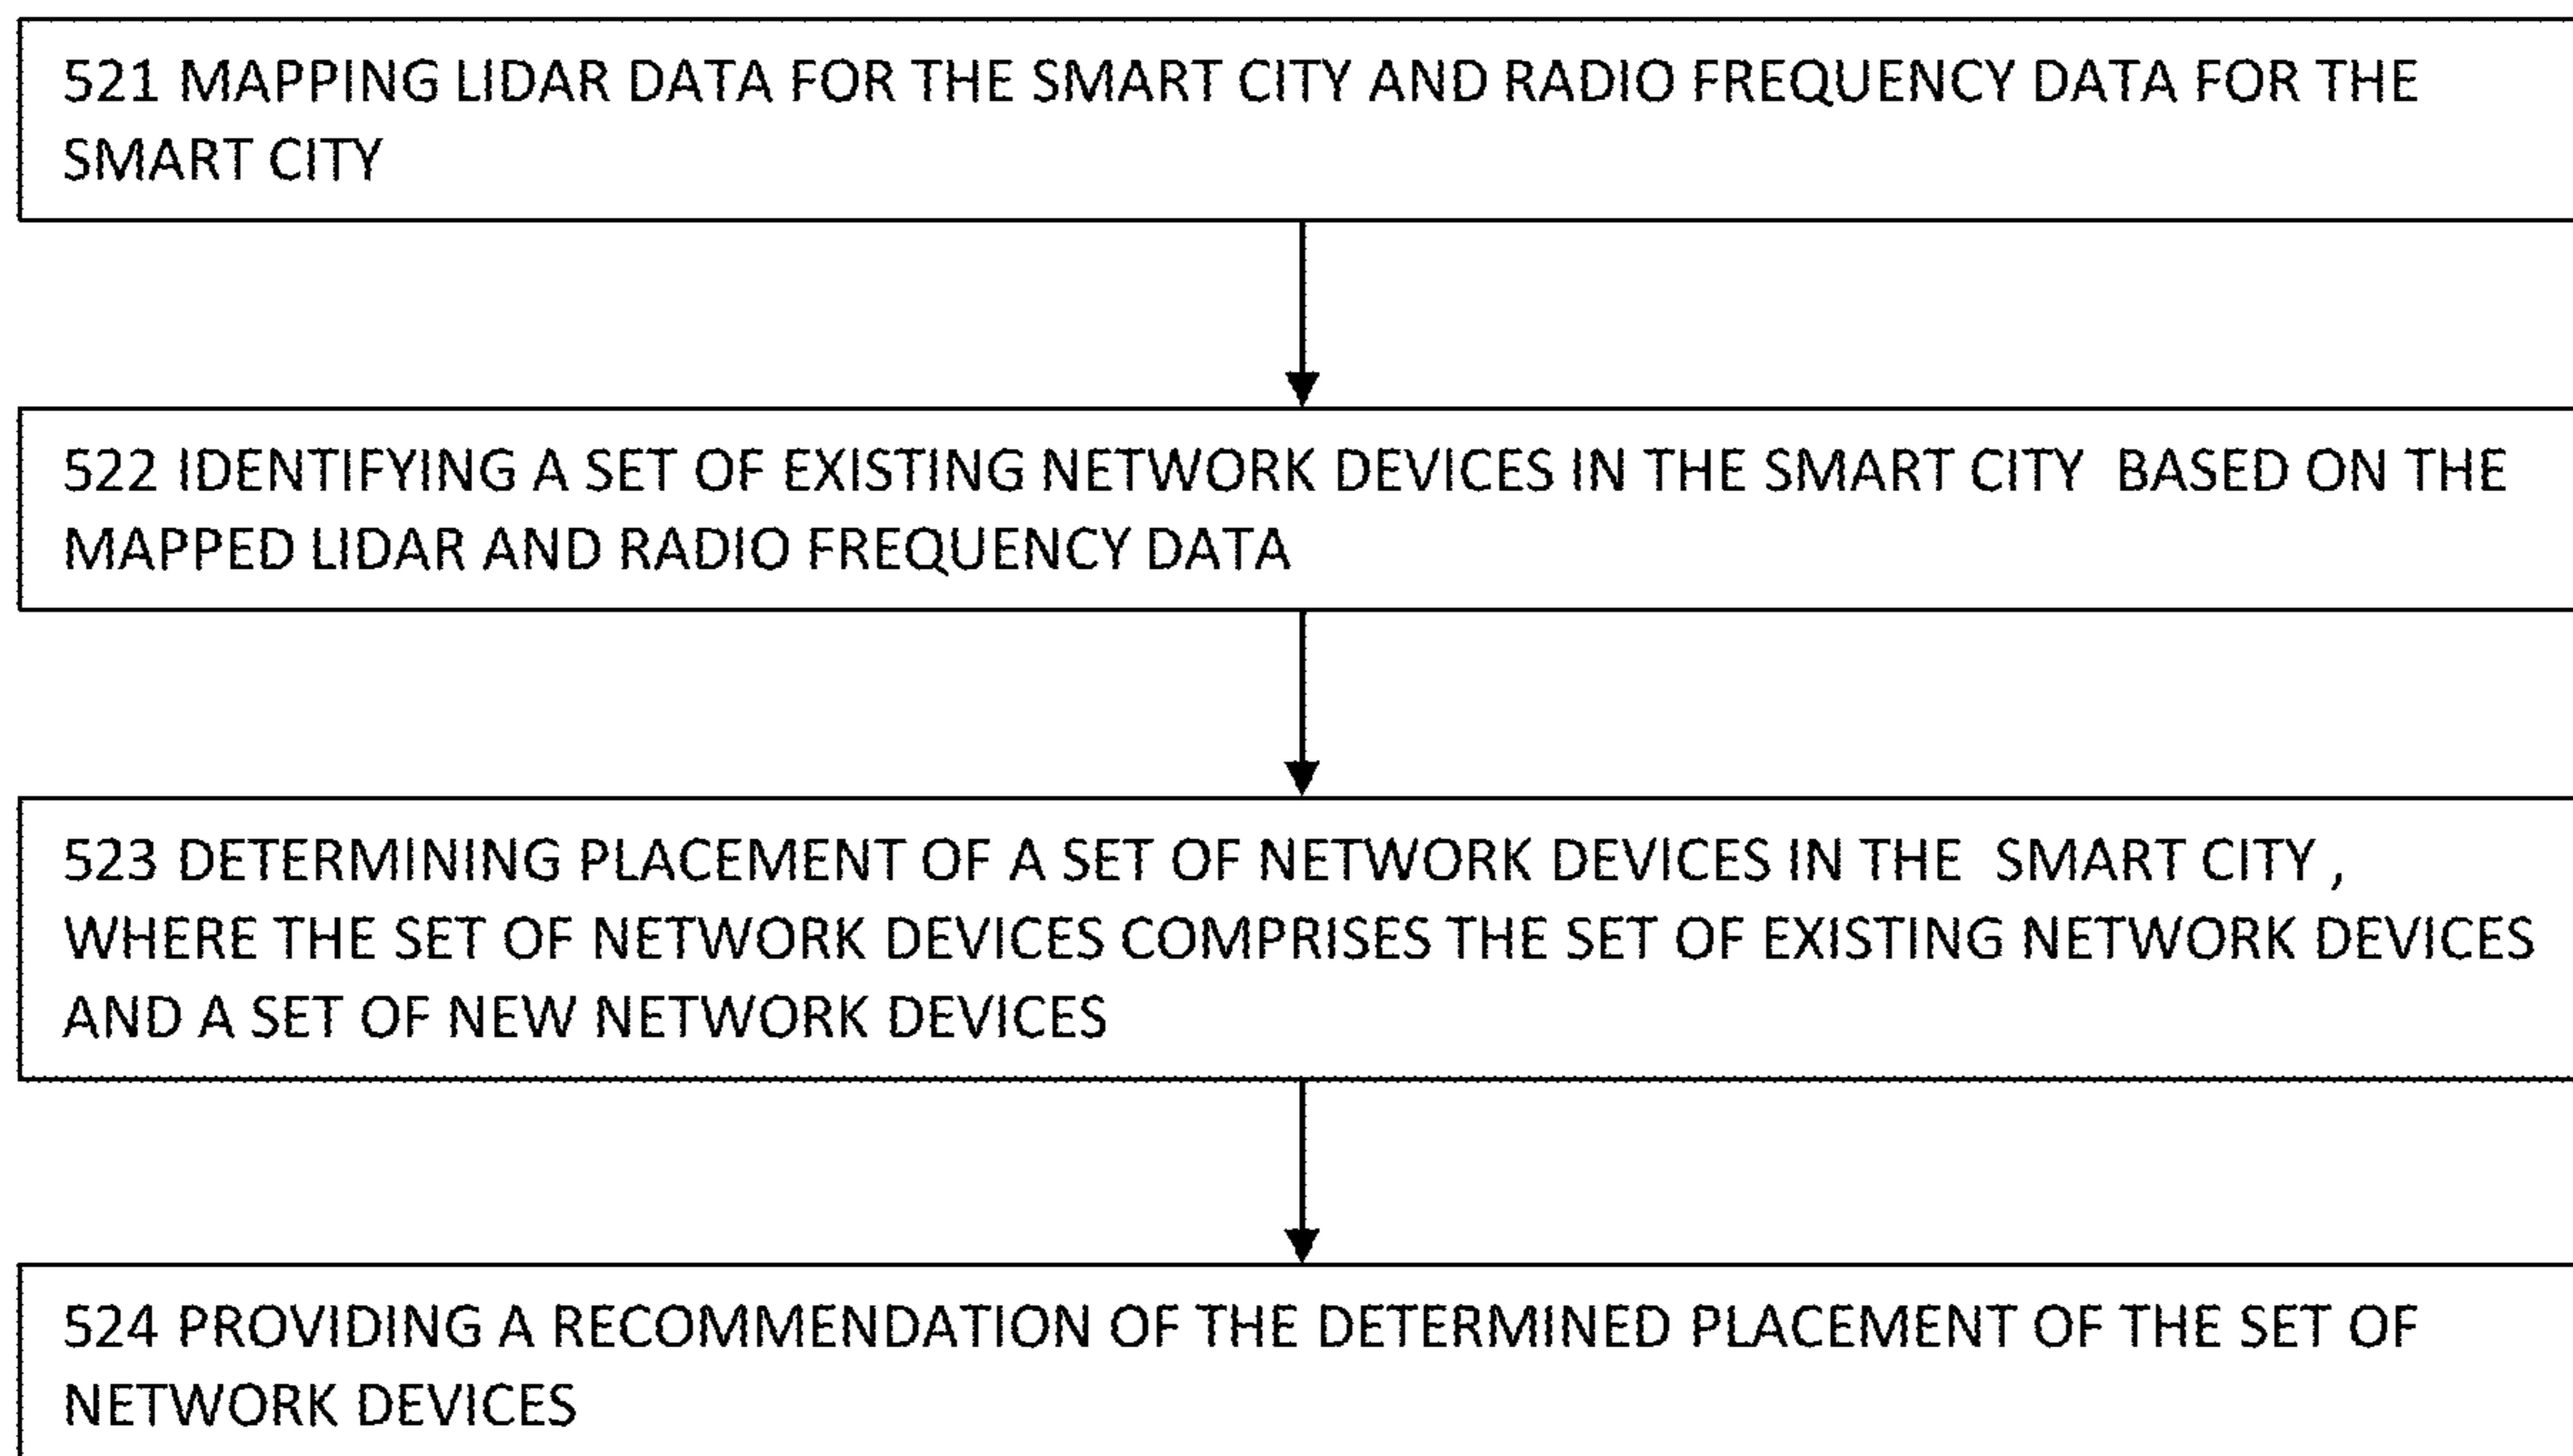 521 MAPPING LIDAR DATA FOR THE SMART CITY AND RADIO FREQUENCY DATA FOR THE
SMART CITY
522 IDENTIFYING A SET OF EXISTING NETWORK DEVICES IN THE SMART CITY  BASED ON THE
MAPPED LIDAR AND RADIO FREQUENCY DATA
523 DETERMINING PLACEMENT OF A SET OF NETWORK DEVICES IN THE  SMART CITY ,
WHERE THE SET OF NETWORK DEVICES COMPRISES THE SET OF EXISTING NETWORK DEVICES
AND A SET OF NEW NETWORK DEVICES
524 PROVIDING A RECOMMENDATION OF THE DETERMINED PLACEMENT OF THE SET OF
NETWORK DEVICES